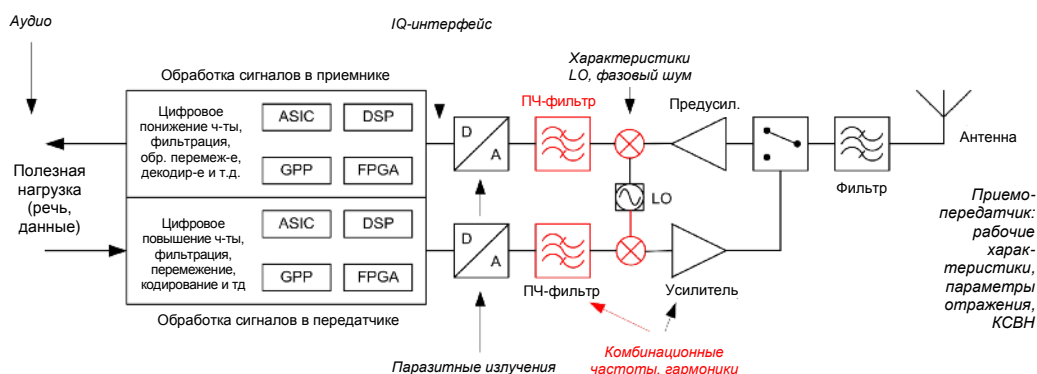 Аудио
IQ-интерфейс
Характеристики
LO, фазовый шум
Обработка сигналов в приемнике
Цифровое
понижение ч-ты,
фильтрация,
обр. перемеж-е,
декодир-е и т.д.
ASIC
DSP
GPP
FPGA
D
A
ПЧ-фильтр
Предусил.
Антенна
Фильтр
LO
Полезная
нагрузка
(речь,
данные)
Цифровое
повышение ч-ты,
фильтрация,
перемежение,
кодирование и тд
ASIC
DSP
GPP
FPGA
D
A
ПЧ-фильтр
Усилитель
Обработка сигналов в передатчике
Приемо-
передатчик:
рабочие
харак-
теристики,
параметры
отражения,
КСВН
Паразитные излучения
Комбинационные
частоты, гармоники